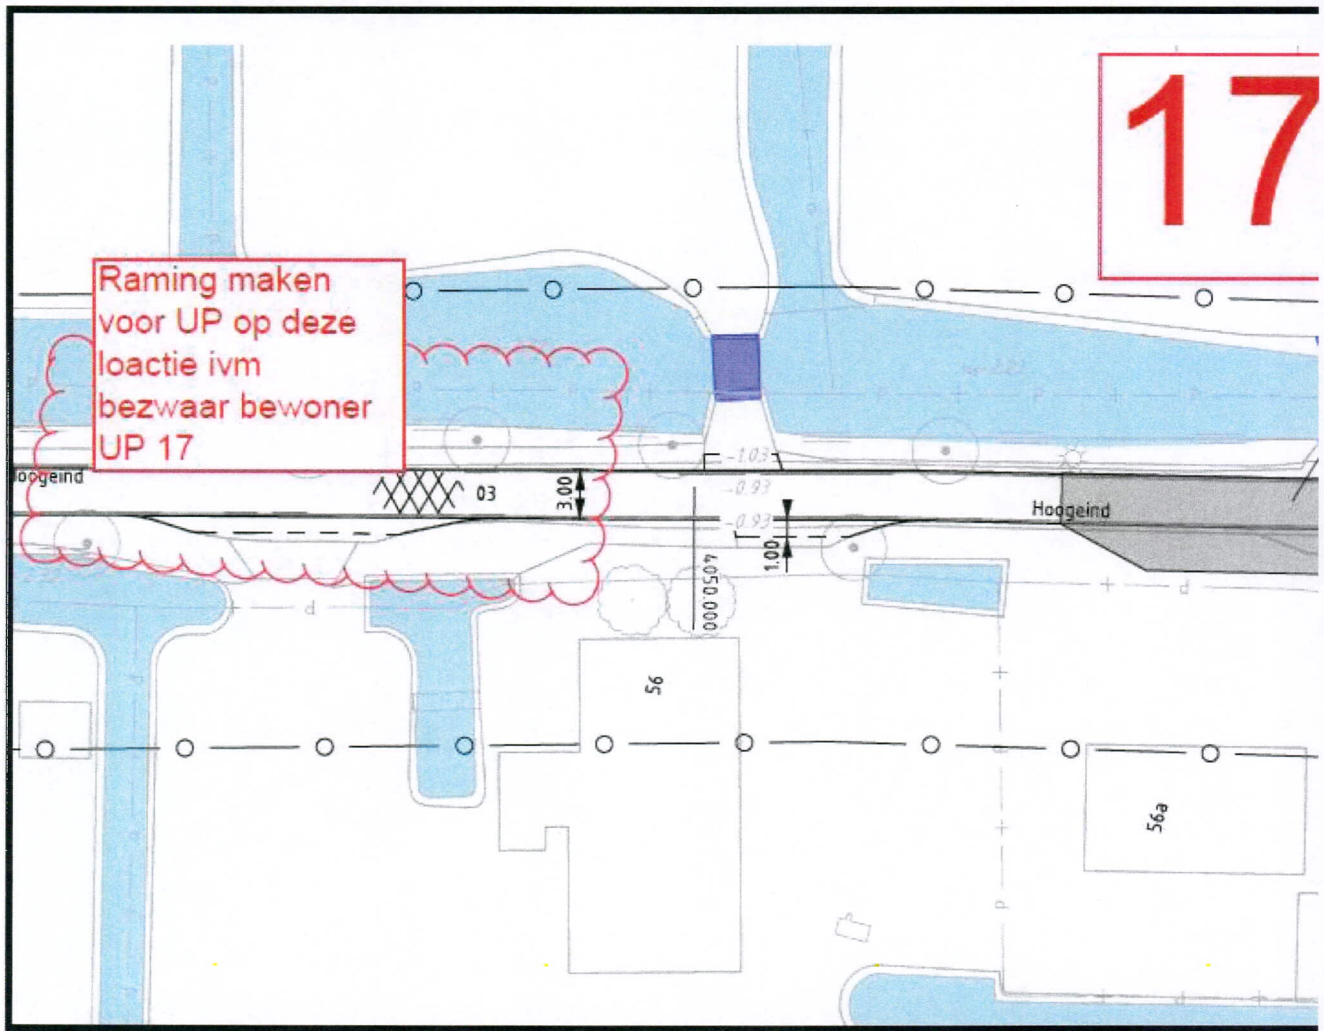 17
Raming maken
voor UP op deze
loactie ivm
bezwaar bewoner
UP 17
Hoogeind
03
3.00
-1.03
-0.93
-0.93
1.00
4050.000
Hoogeind
56
56a